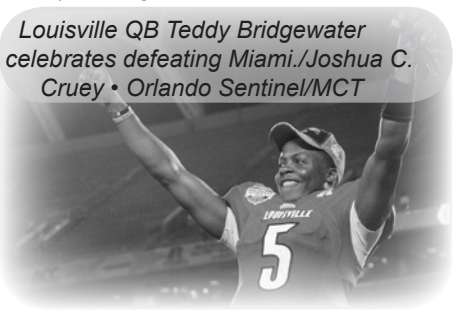 Louisville QB Teddy Bridgewater
celebrates defeating Miami./Joshua C.
Cruey • Orlando Sentinel/MCT
LOUISVILLE
5